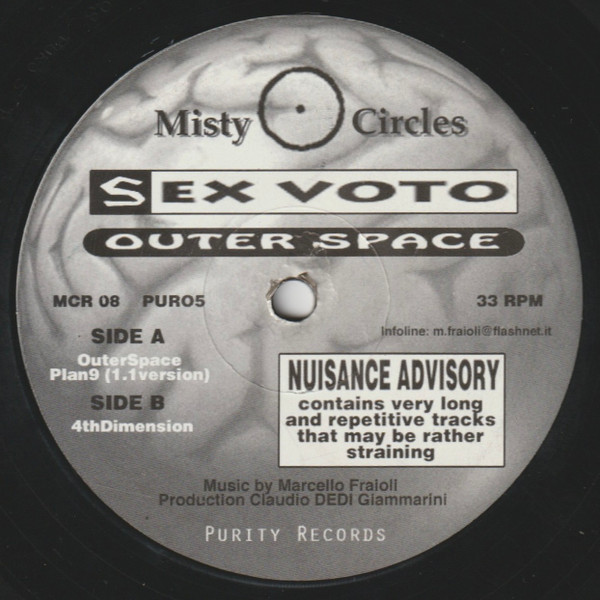 Misty Circles
SEX VOTO
OUTER SPACE
MCR 08 PURO5 33 RPM
Infoline: m.fraioli@flashnet.it
SIDE A
OuterSpace
Plan9 (1.1version)
SIDE B
4thDimension
NUISANCE ADVISORY
contains very long
and repetitive tracks
that may be rather
straining
Music by Marcello Fraioli
Production Claudio DEDI Giammarini
PURITY RECORDS